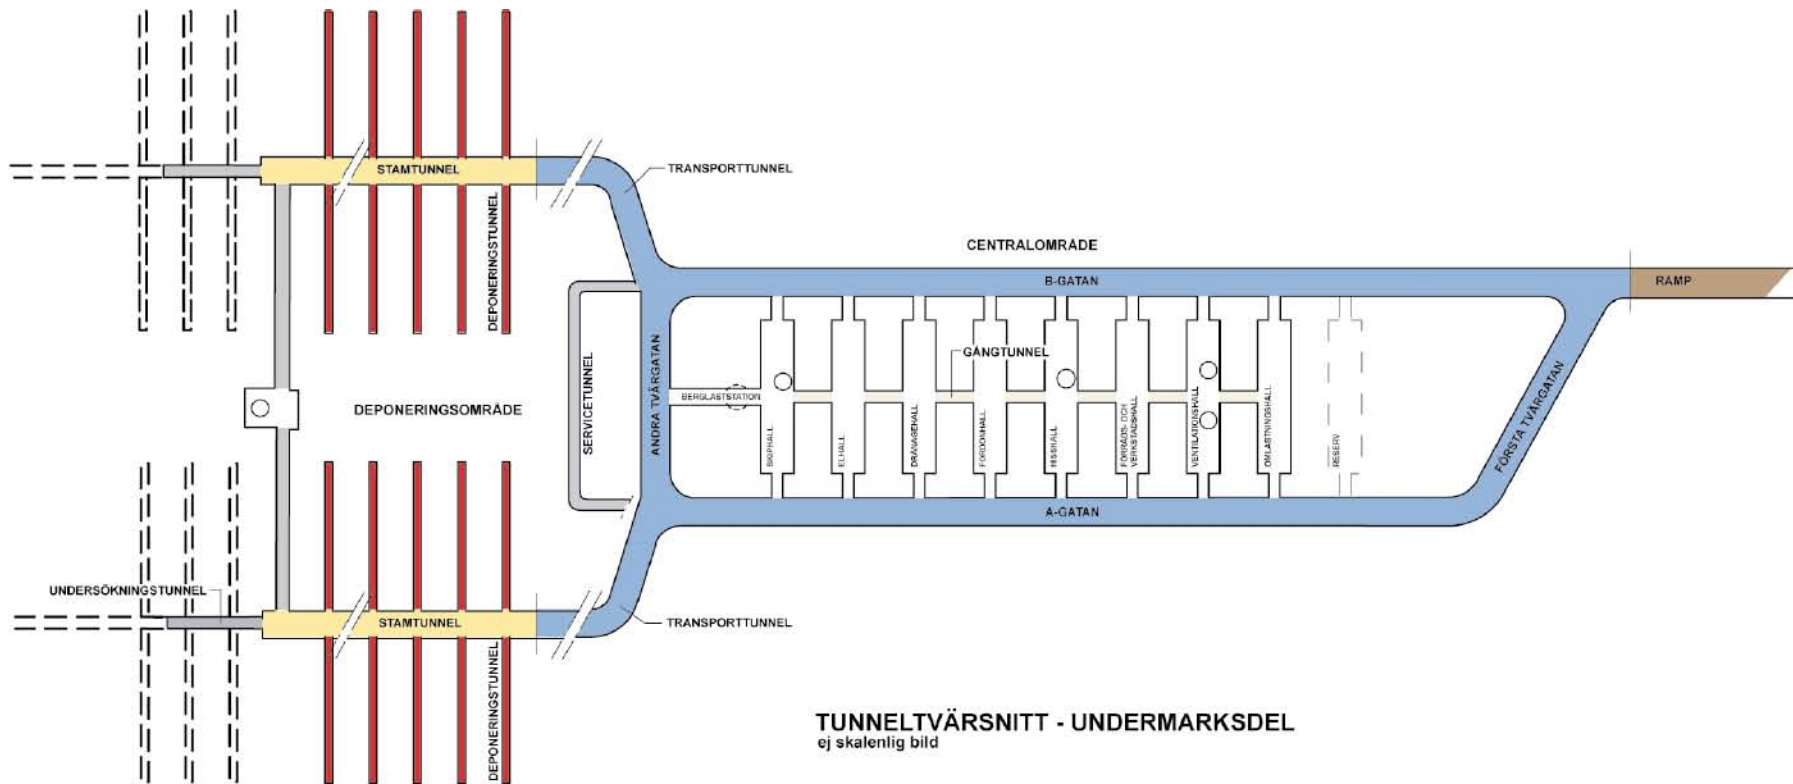 STAMTUNNEL
TRANSPORTTUNNEL
DEPONERINGSTUNNEL
CENTRALOMRÅDE
B-GATAN
RAMP
GÅNGTUNNEL
SERVICETUNNEL
ANDRA TVÄRGATAN
BERGLASTSTATION
DEPONERINGSOMRÅDE
SKIPHALL
ELHALL
DRÄNAGEHALL
FORDONHALL
HISSHALL
FÖRRÅDS- OCH
VERKSTADSHALL
VENTILATIONSHALL
OMLASTNINGSHALL
RESERV
FÖRSTA TVÄRGATAN
A-GATAN
UNDERSÖKNINGSTUNNEL
STAMTUNNEL
TRANSPORTTUNNEL
DEPONERINGSTUNNEL
TUNNELTVÄRSNITT - UNDERMARKSDEL
ej skalenlig bild